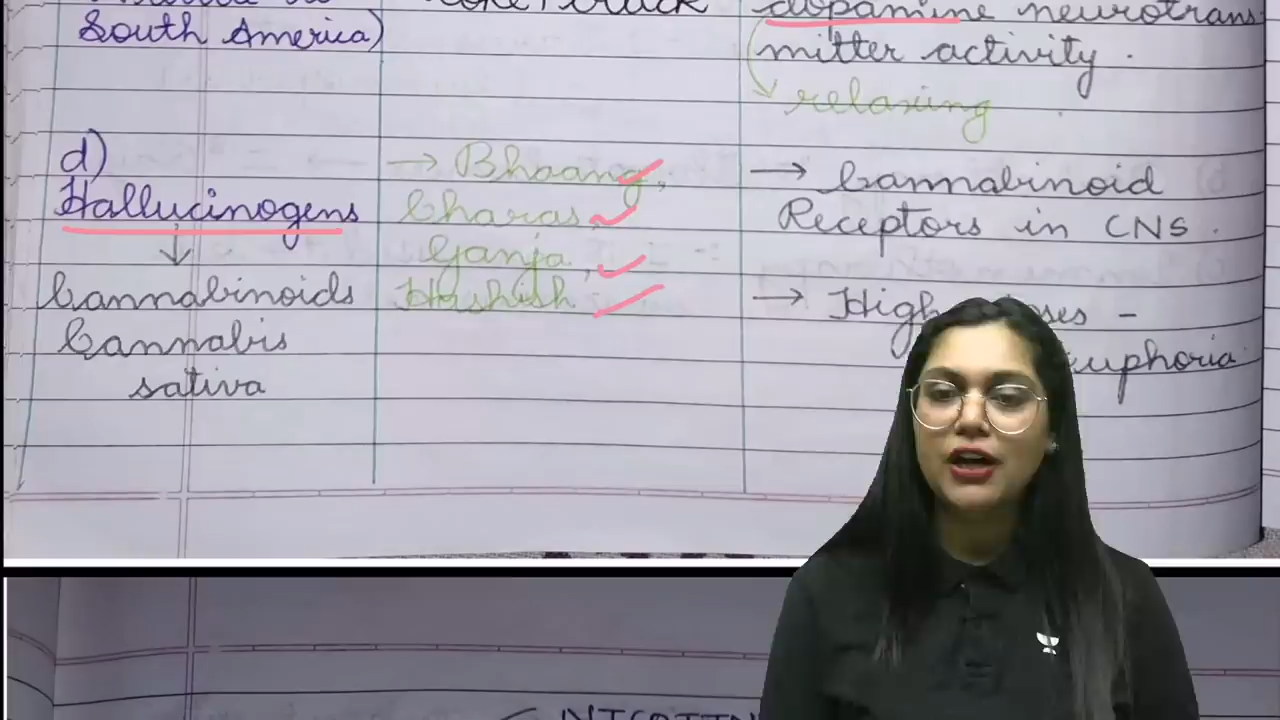 South America)
dopamine neurotrans
mitter activity.
relaxing
d)
Hallucinogens
↓
Cannabinoids
Cannabis
sativa
→ Bhaang,
Charas,
Ganja,
Hashish
→ Cannabinoid
Receptors in CNS.
→ High
-
euphoria.